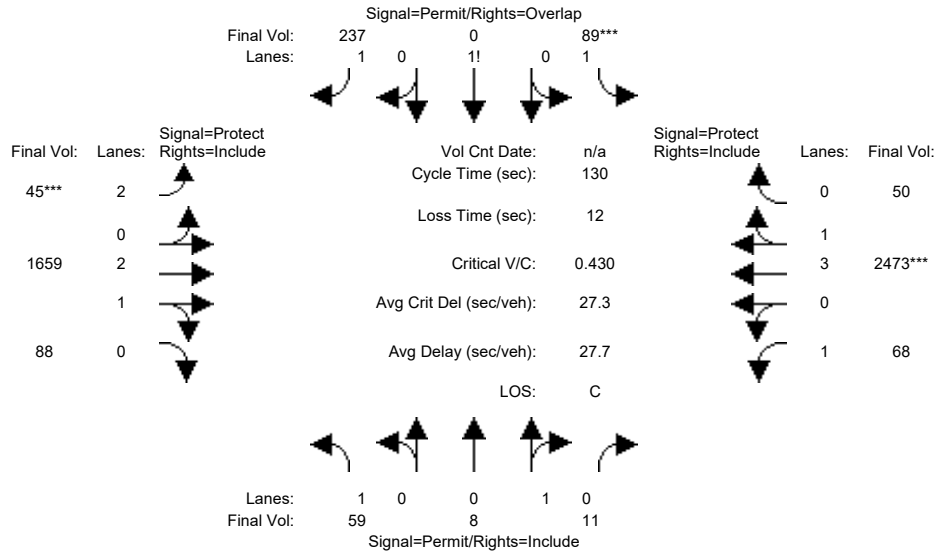 Signal=Permit/Rights=Overlap
Final Vol: 237 0 89***
Lanes: 1 0 1! 0 1
Signal=Protect Signal=Protect
Final Vol: Lanes: Rights=Include Vol Cnt Date: n/a Rights=Include Lanes: Final Vol:
Cycle Time (sec): 130
45*** 2 0 50
Loss Time (sec): 12
0 1
1659 2 Critical V/C: 0.430 3 2473***
1 Avg Crit Del (sec/veh): 27.3 0
88 0 Avg Delay (sec/veh): 27.7 1 68
LOS: C
Lanes: 1 0 0 1 0
Final Vol: 59 8 11
Signal=Permit/Rights=Include